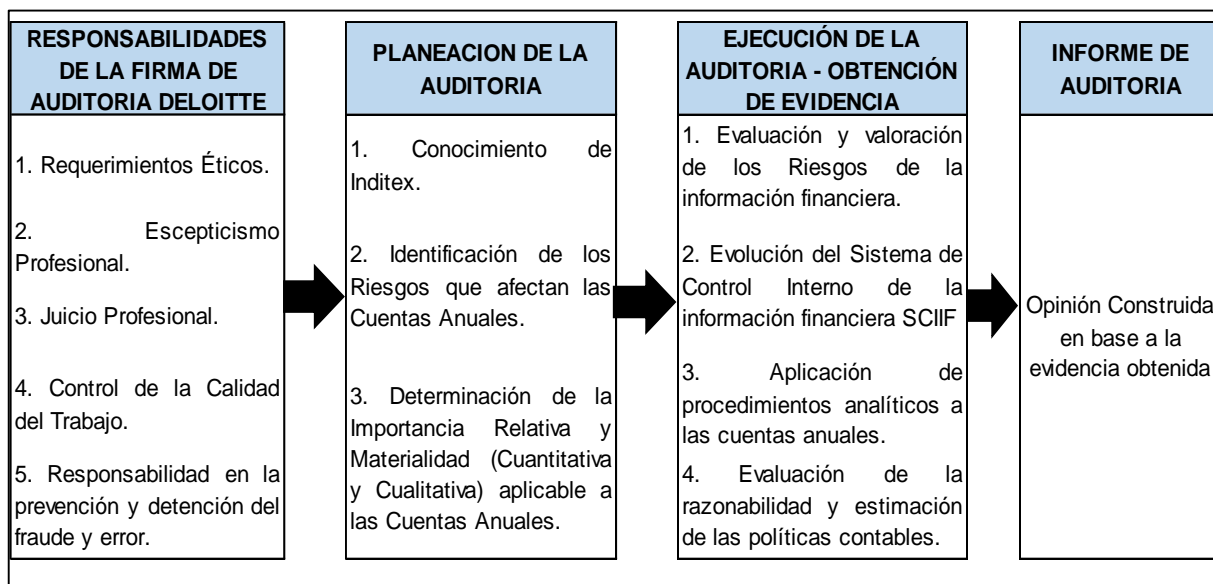 RESPONSABILIDADES
DE LA FIRMA DE
AUDITORIA DELOITTE
1. Requerimientos Éticos.
2. Escepticismo
Profesional.
3. Juicio Profesional.
4. Control de la Calidad
del Trabajo.
5. Responsabilidad en la
prevención y detención del
fraude y error.
PLANEACION DE LA
AUDITORIA
1. Conocimiento de
Inditex.
2. Identificación de los
Riesgos que afectan las
Cuentas Anuales.
3. Determinación de la
Importancia Relativa y
Materialidad (Cuantitativa
y Cualitativa) aplicable a
las Cuentas Anuales.
EJECUCIÓN DE LA
AUDITORIA - OBTENCIÓN
DE EVIDENCIA
1. Evaluación y valoración
de los Riesgos de la
información financiera.
2. Evolución del Sistema de
Control Interno de la
información financiera SCIIF
3. Aplicación de
procedimientos analíticos a
las cuentas anuales.
4. Evaluación de la
razonabilidad y estimación
de las políticas contables.
INFORME DE
AUDITORIA
Opinión Construida
en base a la
evidencia obtenida